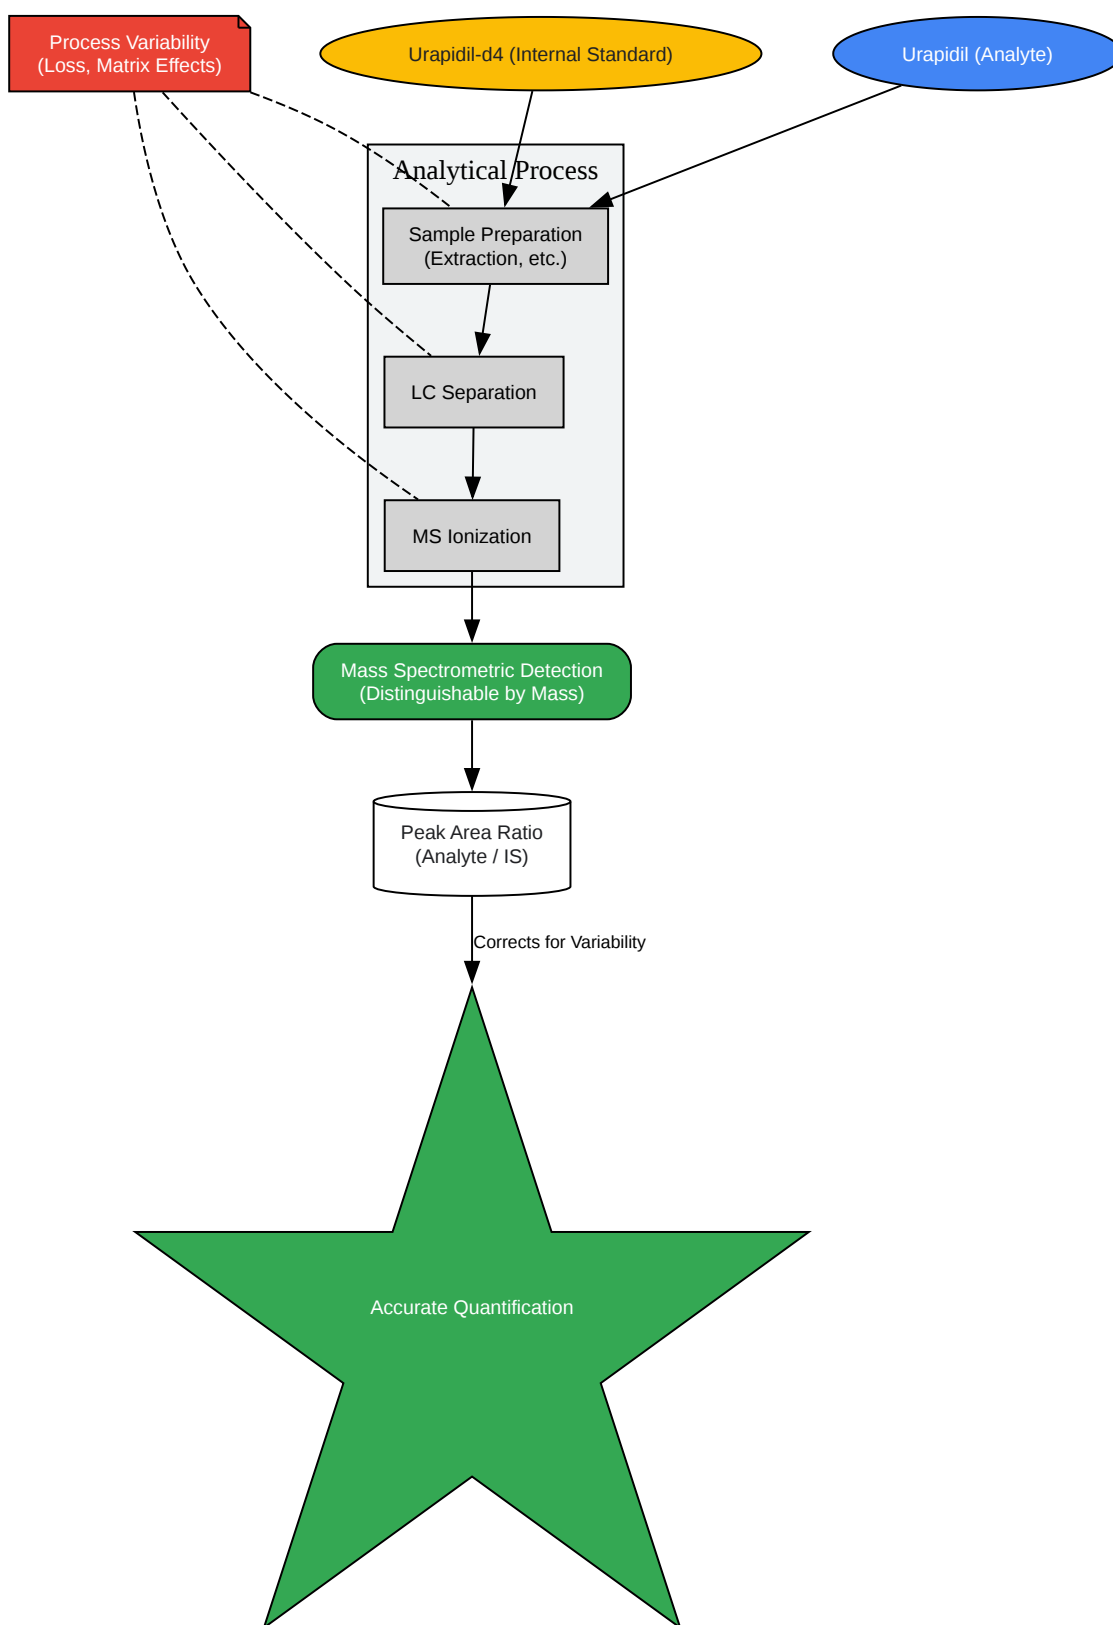 Process Variability
(Loss, Matrix Effects)
Urapidil-d4 (Internal Standard)
Urapidil (Analyte)
Analytical Process
Sample Preparation
(Extraction, etc.)
LC Separation
MS Ionization
Mass Spectrometric Detection
(Distinguishable by Mass)
Peak Area Ratio
(Analyte / IS)
Corrects for Variability
Accurate Quantification